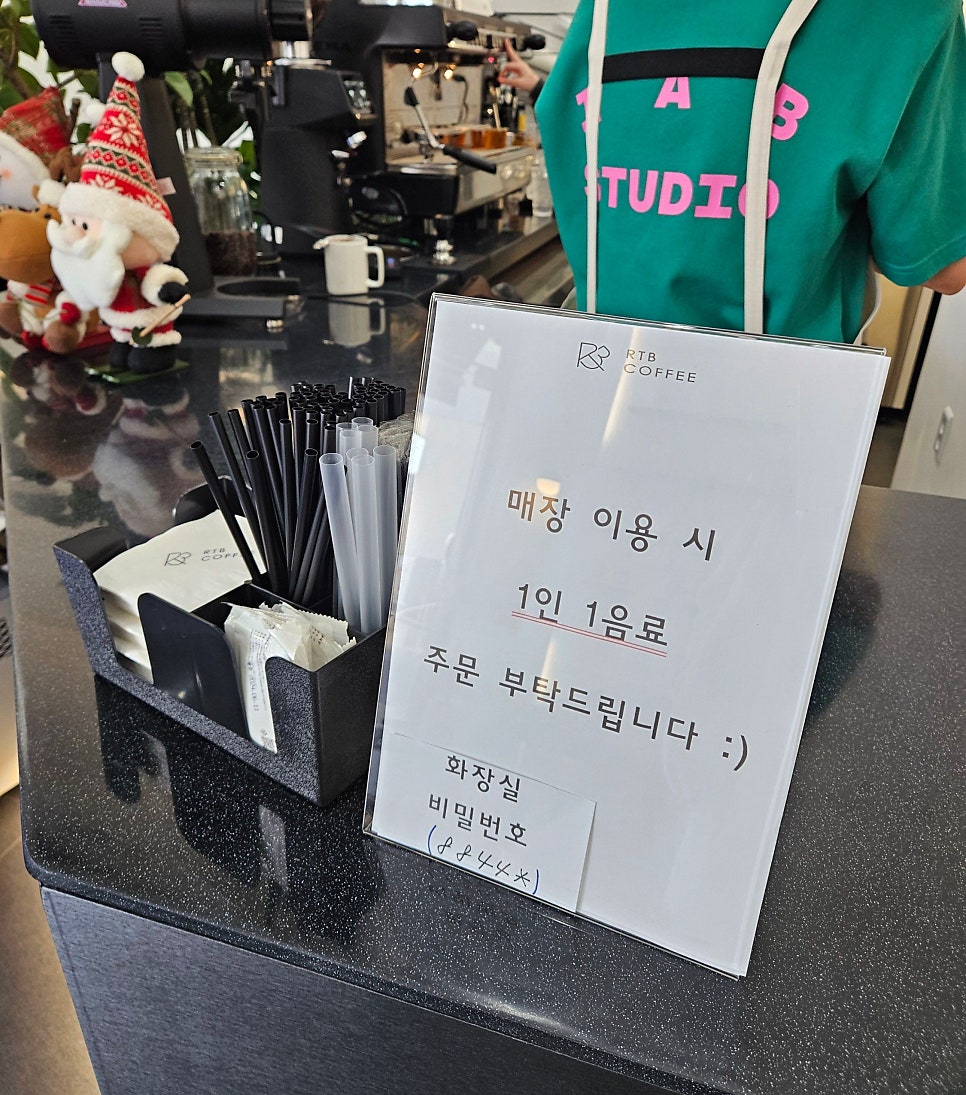 STUDIO
RTB
COFFEE
매장 이용 시
1인 1음료
주문 부탁드립니다 :)
화장실
비밀번호
(8844*)
RTB